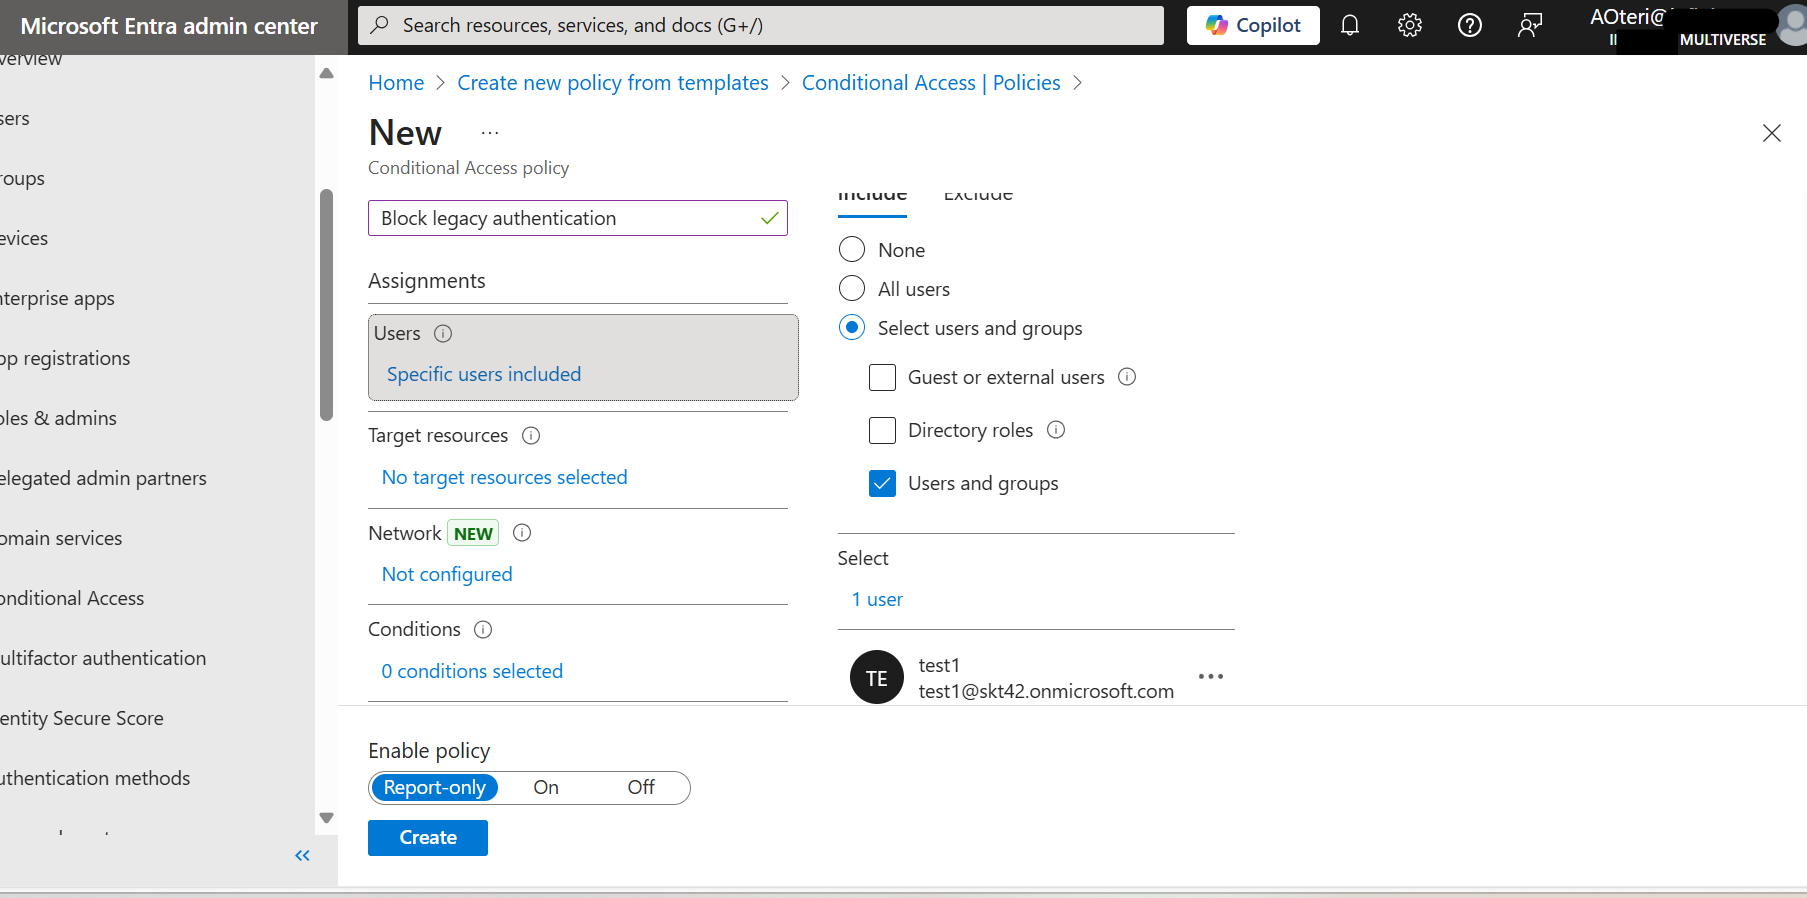 Microsoft Entra admin center
Search resources, services, and docs (G+/)
Copilot
AOteri@
MULTIVERSE
verview
sers
roups
evices
nterprise apps
pp registrations
oles & admins
elegated admin partners
omain services
onditional Access
ultifactor authentication
entity Secure Score
uthentication methods
Home > Create new policy from templates > Conditional Access | Policies >
New ...
Conditional Access policy
Block legacy authentication
Assignments
Users
Specific users included
Target resources
No target resources selected
Network NEW
Not configured
Conditions
0 conditions selected
Include Exclude
None
All users
Select users and groups
Guest or external users
Directory roles
Users and groups
Select
1 user
TE
test1
test1@skt42.onmicrosoft.com
Enable policy
Report-only On Off
Create